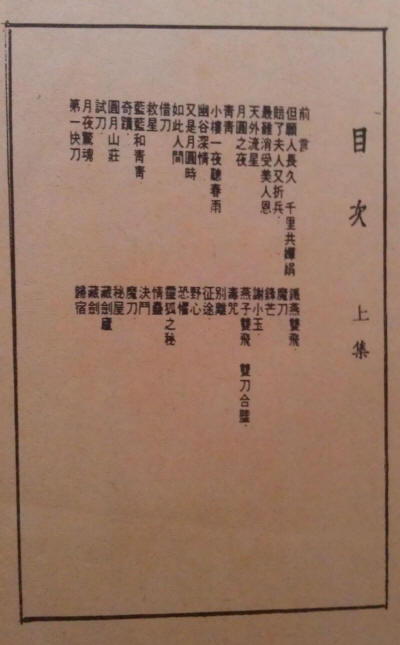 目次 上集
前言
但願人長久 千里共嬋娟
賠了夫人又折兵.
最難消受美人恩
天外流星
月圓之夜
青青
小樓一夜聽春雨
幽谷深情
又是月圓時
如此人間
借刀
救星
藍藍和青青.
奇蹟.
圓月山莊
試刀.
月夜驚魂
第一快刀
燕雙飛.
魔刀
鋒芒
謝小玉.
燕子雙飛 雙刀合璧.
毒咒
別離
征途
野心
恐懼
靈狐之秘
情蠱
決鬥
魔刀
秘屋
藏劍廬
藏劍
歸宿